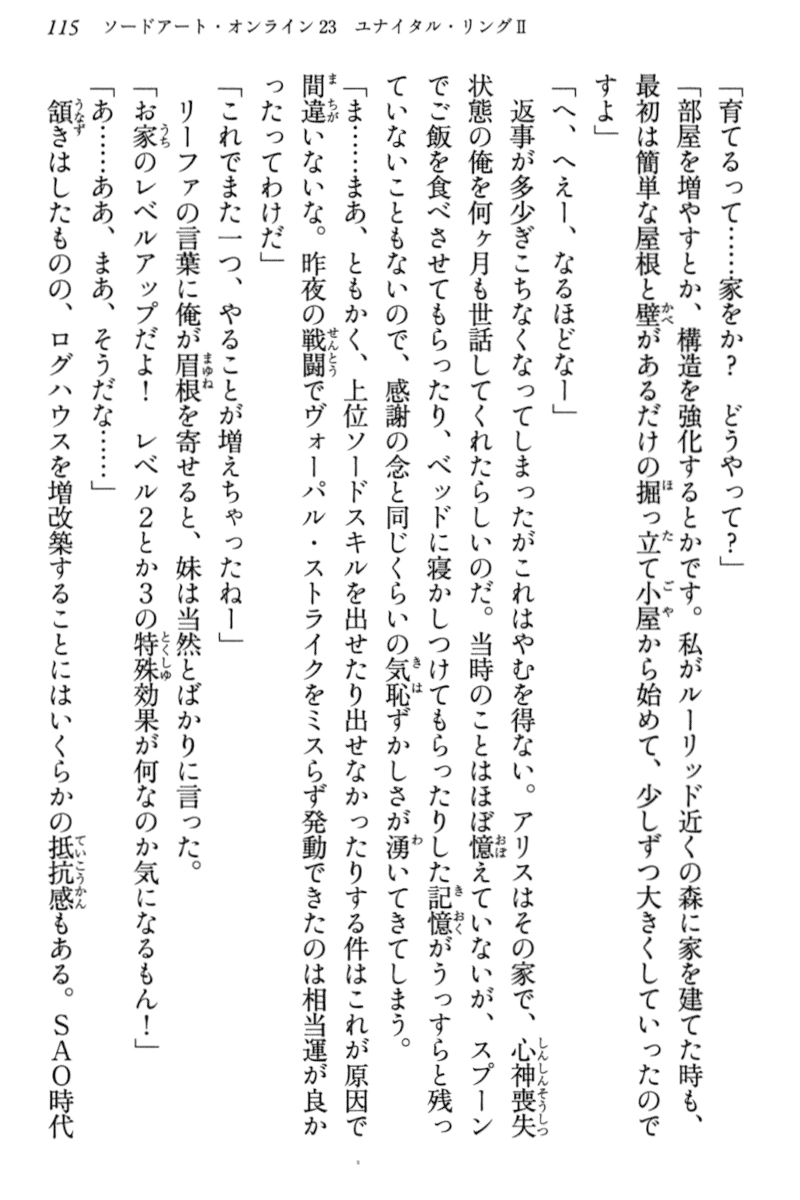 115 ソードアート・オンライン23 ユナイタル・リングⅡ
「育てるって……家をか？　どうやって？」
「部屋を増やすとか、構造を強化するとかです。私がルーリッド近くの森に家を建てた時も、
最初は簡単な屋根と壁があるだけの掘っ立て小屋から始めて、少しずつ大きくしていったので
すよ」
「へ、へえー、なるほどなー」
　返事が多少ぎこちなくなってしまったがこれはやむを得ない。アリスはその家で、心神喪失
状態の俺を何ヶ月も世話してくれたらしいのだ。当時のことはほぼ憶えていないが、スプーン
でご飯を食べさせてもらったり、ベッドに寝かしつけてもらったりした記憶がうっすらと残っ
ていないこともないので、感謝の念と同じくらいの気恥ずかしさが湧いてきてしまう。
「ま……まあ、ともかく、上位ソードスキルを出せたり出せなかったりする件はこれが原因で
間違いないな。昨夜の戦闘でヴォーパル・ストライクをミスらず発動できたのは相当運が良か
ったってわけだ」
「これでまた一つ、やることが増えちゃったねー」
　リーファの言葉に俺が眉根を寄せると、妹は当然とばかりに言った。
「お家のレベルアップだよ！　レベル2とか3の特殊効果が何なのか気になるもん！」
「あ……ああ、まあ、そうだな……」
　頷きはしたものの、ログハウスを増改築することにはいくらかの抵抗感もある。ＳＡＯ時代